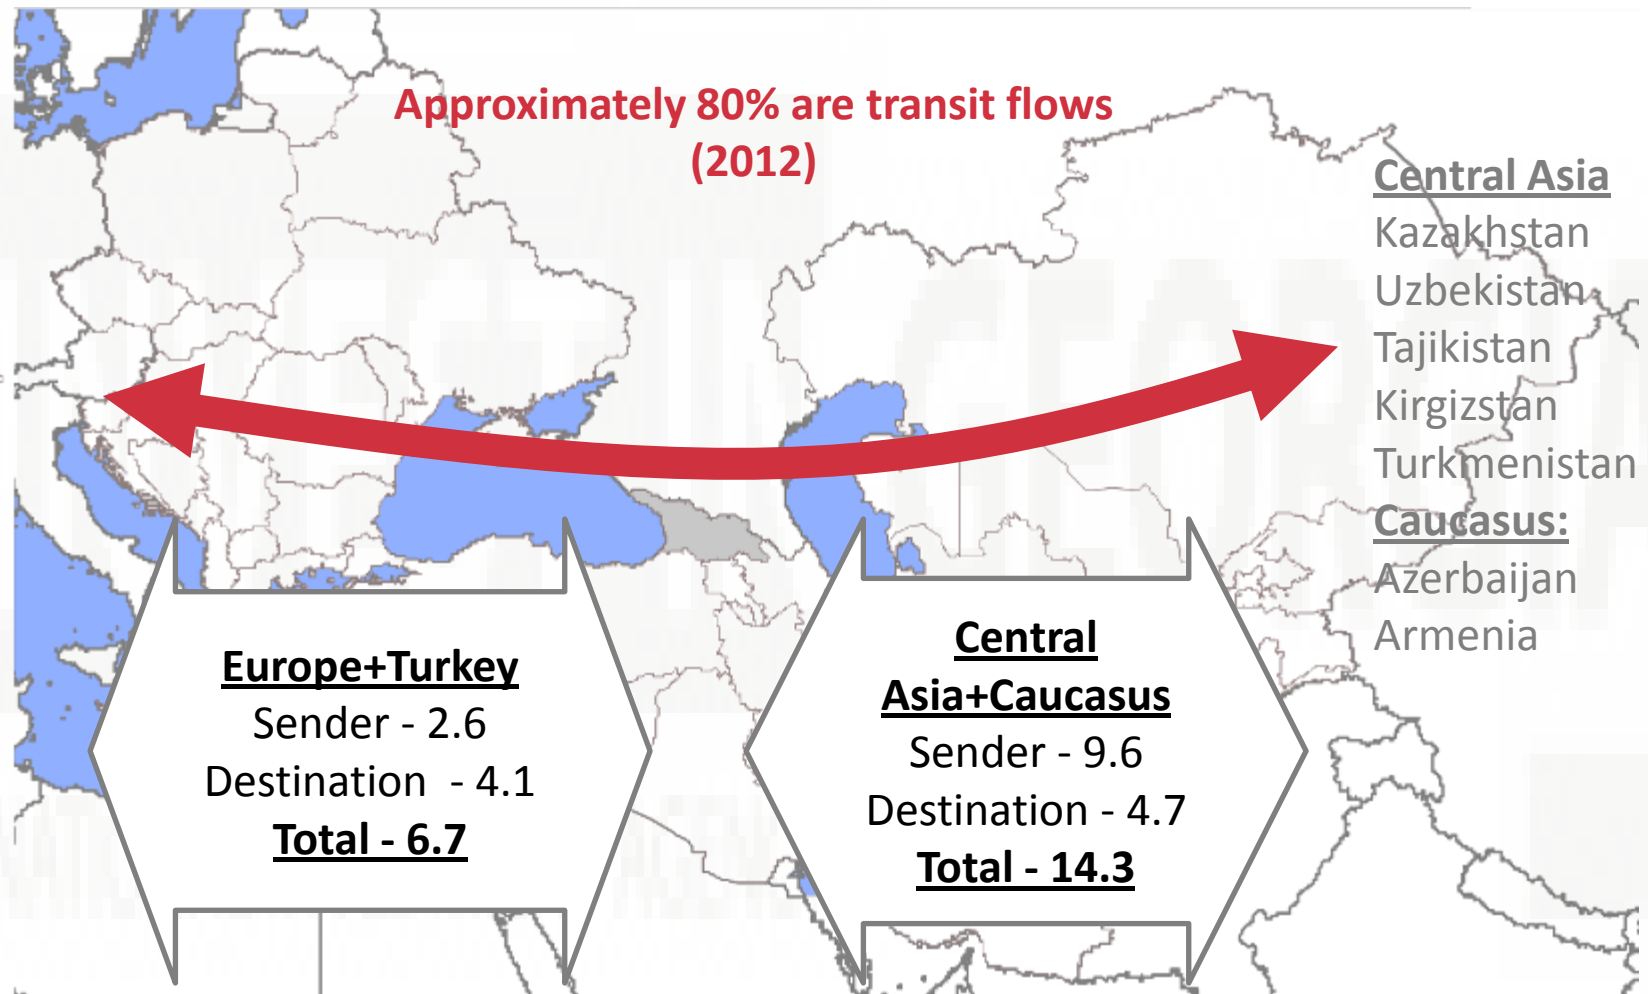 Approximately 80% are transit flows
(2012)
Central Asia
Kazakhstan
Uzbekistan
Tajikistan
Kirgizstan
Turkmenistan
Caucasus:
Azerbaijan
Armenia
Europe+Turkey
Sender - 2.6
Destination - 4.1
Total - 6.7
Central
Asia+Caucasus
Sender - 9.6
Destination - 4.7
Total - 14.3